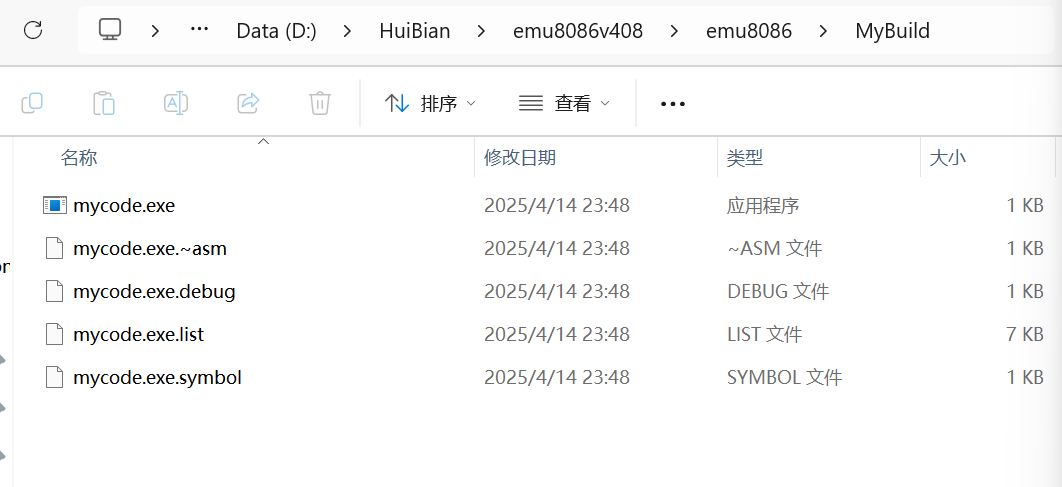 Data (D:) HuiBian emu8086v408 emu8086 MyBuild
排序 查看
名称 修改日期 类型 大小
mycode.exe 2025/4/14 23:48 应用程序 1 KB
mycode.exe.~asm 2025/4/14 23:48 ~ASM 文件 1 KB
mycode.exe.debug 2025/4/14 23:48 DEBUG 文件 1 KB
mycode.exe.list 2025/4/14 23:48 LIST 文件 7 KB
mycode.exe.symbol 2025/4/14 23:48 SYMBOL 文件 1 KB